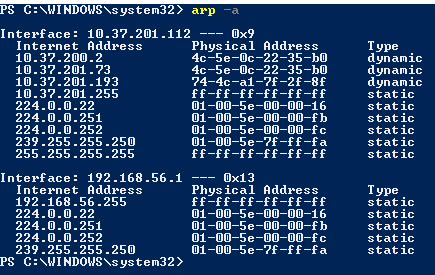 PS C:\WINDOWS\system32> arp -a
Interface: 10.37.201.112 --- 0x9
Internet Address Physical Address Type
10.37.200.2 4c-5e-0c-22-35-b0 dynamic
10.37.201.73 4c-5e-0c-22-35-b0 dynamic
10.37.201.193 74-4c-a1-7f-2f-8f dynamic
10.37.201.255 ff-ff-ff-ff-ff-ff static
224.0.0.22 01-00-5e-00-00-16 static
224.0.0.251 01-00-5e-00-00-fb static
224.0.0.252 01-00-5e-00-00-fc static
239.255.255.250 01-00-5e-7f-ff-fa static
255.255.255.255 ff-ff-ff-ff-ff-ff static
Interface: 192.168.56.1 --- 0x13
Internet Address Physical Address Type
192.168.56.255 ff-ff-ff-ff-ff-ff static
224.0.0.22 01-00-5e-00-00-16 static
224.0.0.251 01-00-5e-00-00-fb static
224.0.0.252 01-00-5e-00-00-fc static
239.255.255.250 01-00-5e-7f-ff-fa static
PS C:\WINDOWS\system32>